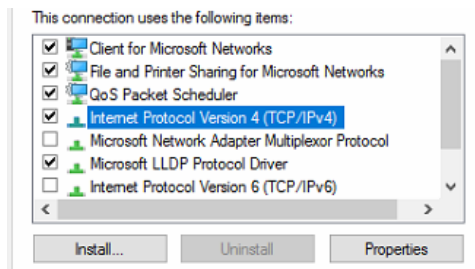 This connection uses the following items:
Client for Microsoft Networks
File and Printer Sharing for Microsoft Networks
QoS Packet Scheduler
Internet Protocol Version 4 (TCP/IPv4)
Microsoft Network Adapter Multiplexor Protocol
Microsoft LLDP Protocol Driver
Internet Protocol Version 6 (TCP/IPv6)
Install... Uninstall Properties